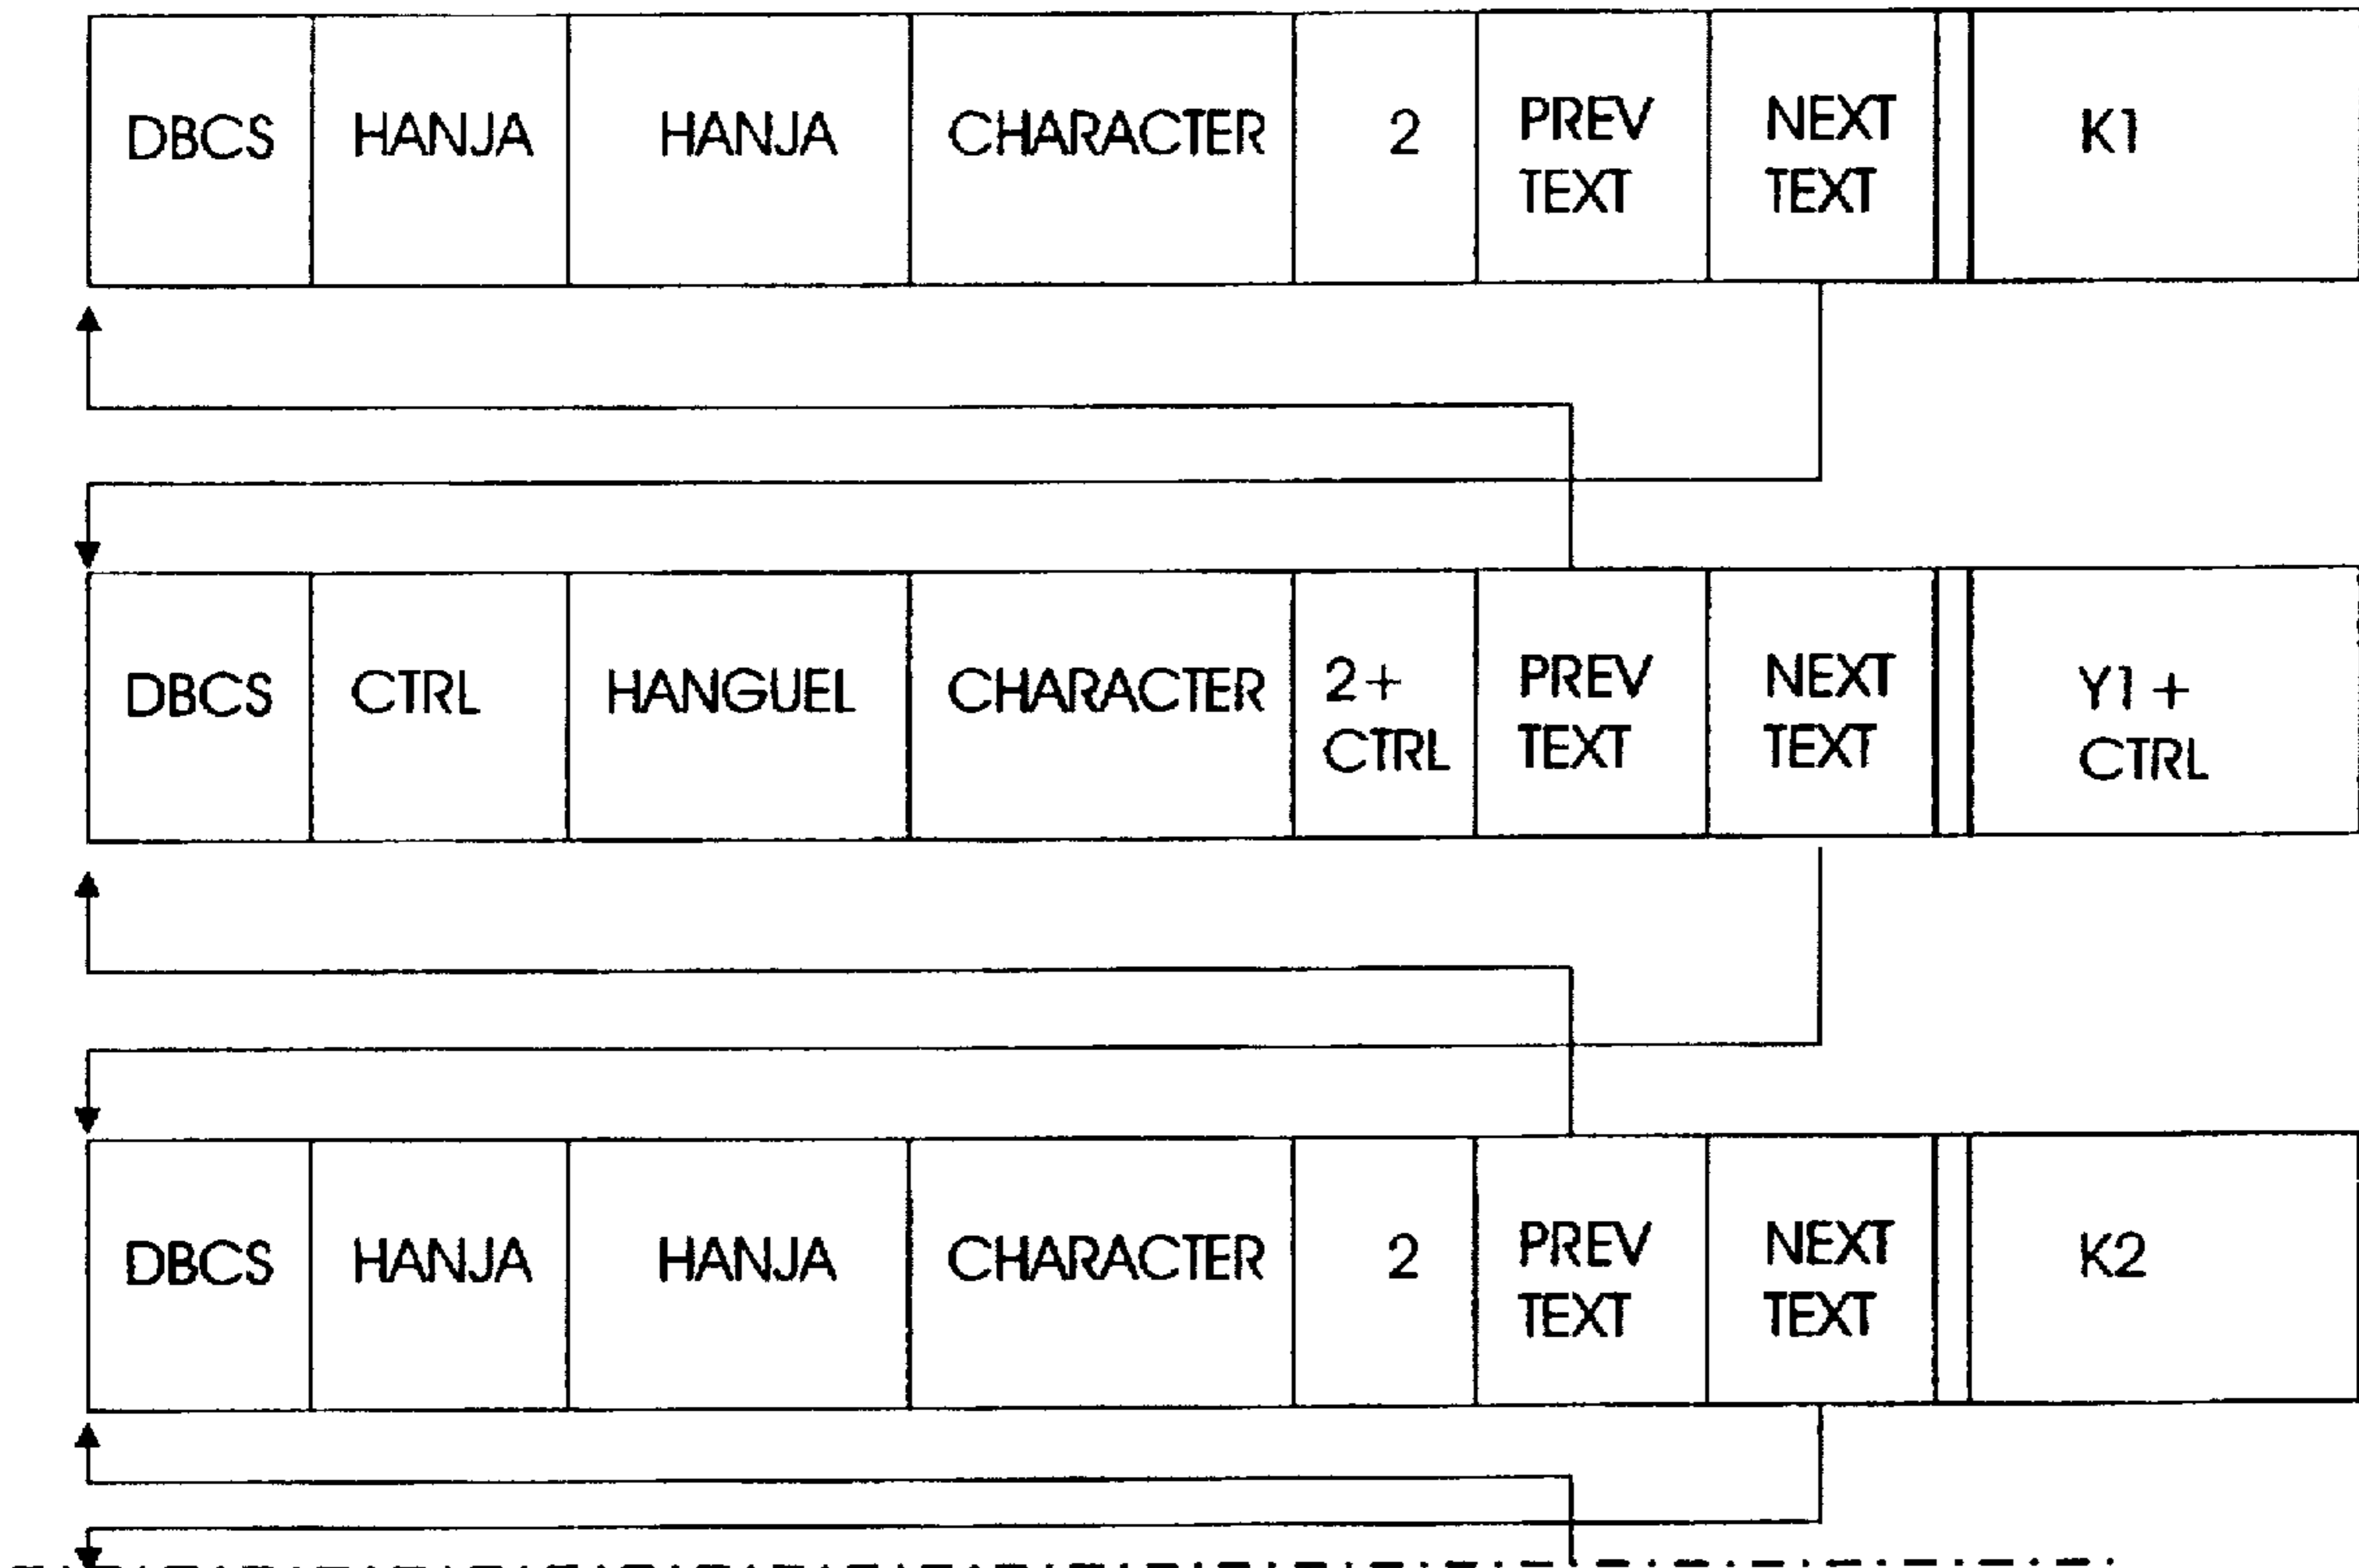 DBCS HANJA HANJA CHARACTER 2 PREV TEXT NEXT TEXT K1
DBCS CTRL HANGUEL CHARACTER 2+ CTRL PREV TEXT NEXT TEXT Y1 + CTRL
DBCS HANJA HANJA CHARACTER 2 PREV TEXT NEXT TEXT K2